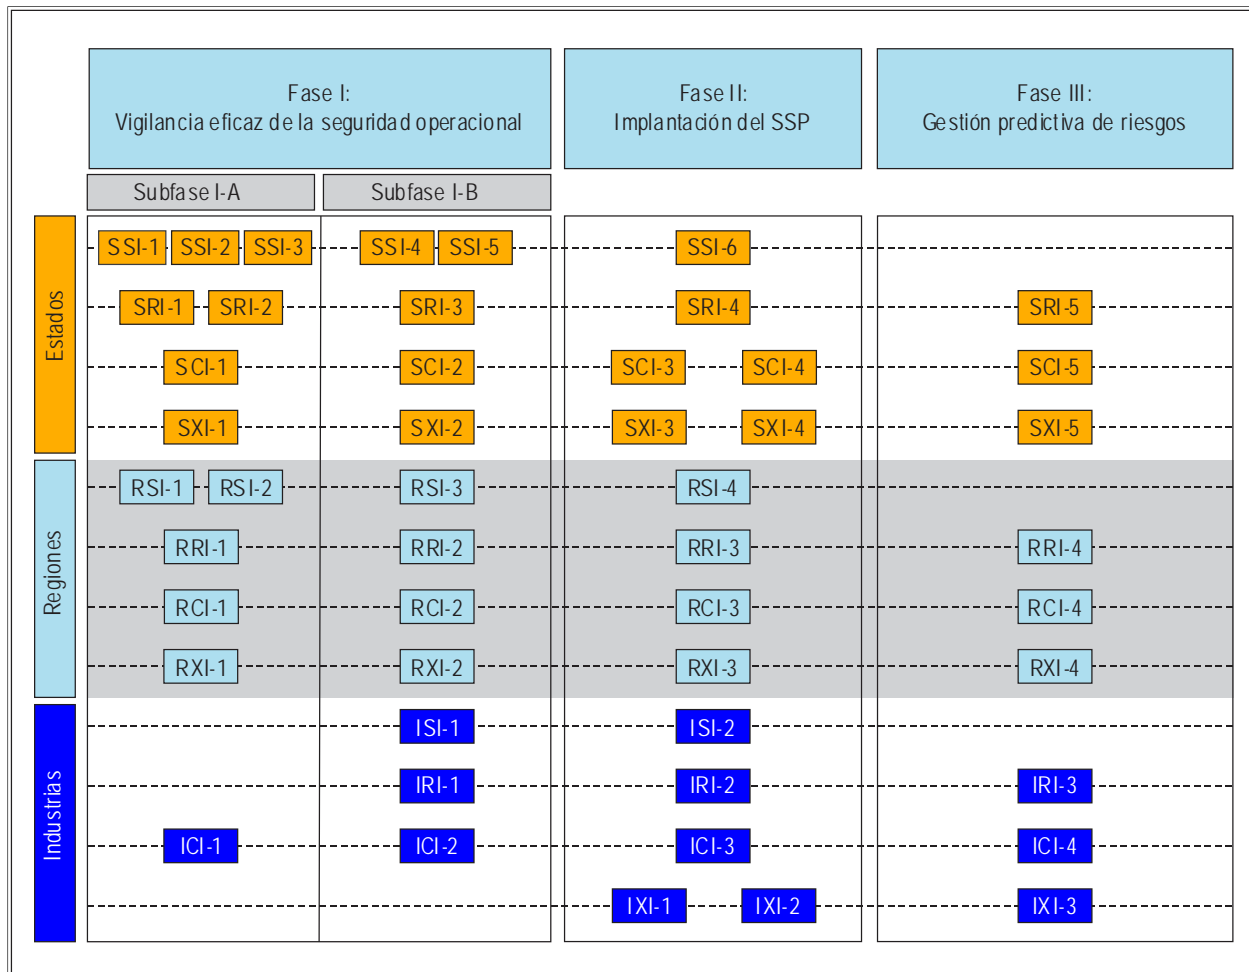 Fase I:
Vigilancia eficaz de la seguridad operacional
Fase II:
Implantación del SSP
Fase III:
Gestión predictiva de riesgos
Subfase I-A
Subfase I-B
Estados
SSI-1 SSI-2 SSI-3 SSI-4 SSI-5 SSI-6
SRI-1 SRI-2 SRI-3 SRI-4 SRI-5
SCI-1 SCI-2 SCI-3 SCI-4 SCI-5
SXI-1 SXI-2 SXI-3 SXI-4 SXI-5
Regiones
RSI-1 RSI-2 RSI-3 RSI-4
RRI-1 RRI-2 RRI-3 RRI-4
RCI-1 RCI-2 RCI-3 RCI-4
RXI-1 RXI-2 RXI-3 RXI-4
Industrias
ISI-1 ISI-2
IRI-1 IRI-2 IRI-3
ICI-1 ICI-2 ICI-3 ICI-4
IXI-1 IXI-2 IXI-3